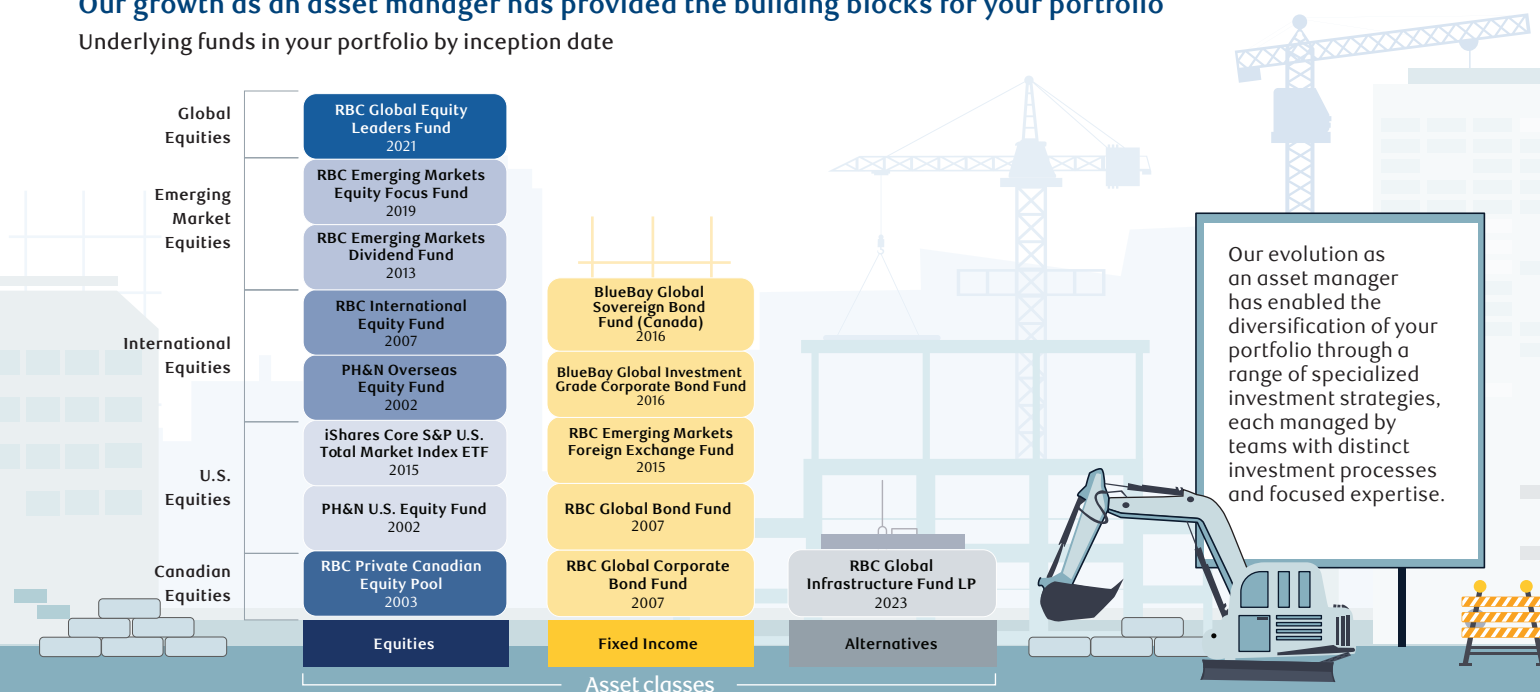 Our growth as an asset manager has provided the building blocks for your portfolio
Underlying funds in your portfolio by inception date
Global
Equities
RBC Global Equity
Leaders Fund
2021
Emerging
Market
Equities
RBC Emerging Markets
Equity Focus Fund
2019
RBC Emerging Markets
Dividend Fund
2013
International
Equities
RBC International
Equity Fund
2007
PH&N Overseas
Equity Fund
2002
U.S.
Equities
iShares Core S&P U.S.
Total Market Index ETF
2015
PH&N U.S. Equity Fund
2002
Canadian
Equities
RBC Private Canadian
Equity Pool
2003
Equities
BlueBay Global
Sovereign Bond
Fund (Canada)
2016
BlueBay Global Investment
Grade Corporate Bond Fund
2016
RBC Emerging Markets
Foreign Exchange Fund
2015
RBC Global Bond Fund
2007
RBC Global Corporate
Bond Fund
2007
Fixed Income
RBC Global
Infrastructure Fund LP
2023
Alternatives
Asset classes
Our evolution as
an asset manager
has enabled the
diversification of your
portfolio through a
range of specialized
investment strategies,
each managed by
teams with distinct
investment processes
and focused expertise.